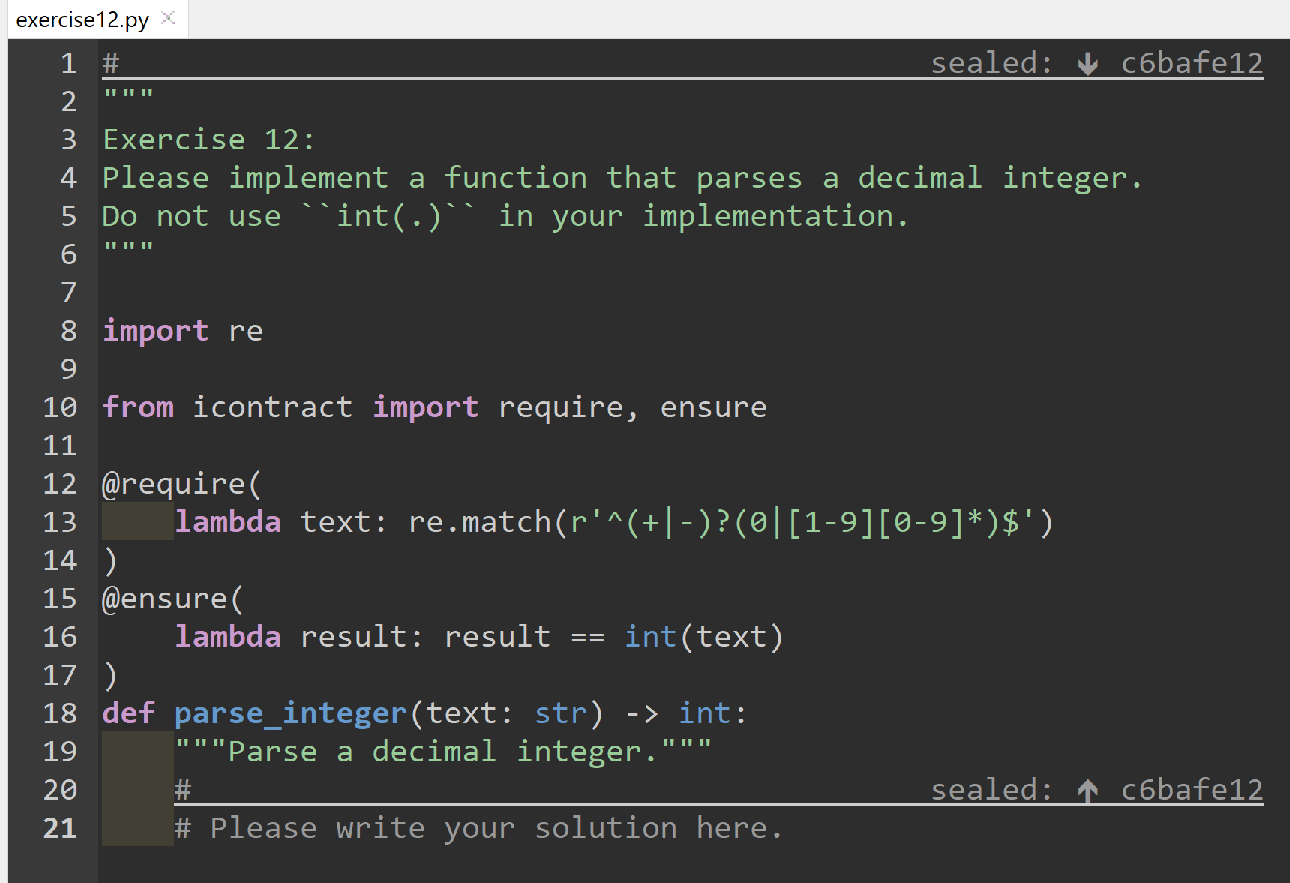 exercise12.py
1 # sealed: ↓ c6bafe12
2 """
3 Exercise 12:
4 Please implement a function that parses a decimal integer.
5 Do not use ``int(.)`` in your implementation.
6 """
7
8 import re
9
10 from icontract import require, ensure
11
12 @require(
13     lambda text: re.match(r'^(+|-)?(0|[1-9][0-9]*)$')
14 )
15 @ensure(
16     lambda result: result == int(text)
17 )
18 def parse_integer(text: str) -> int:
19     """Parse a decimal integer."""
20     # sealed: ↑ c6bafe12
21     # Please write your solution here.